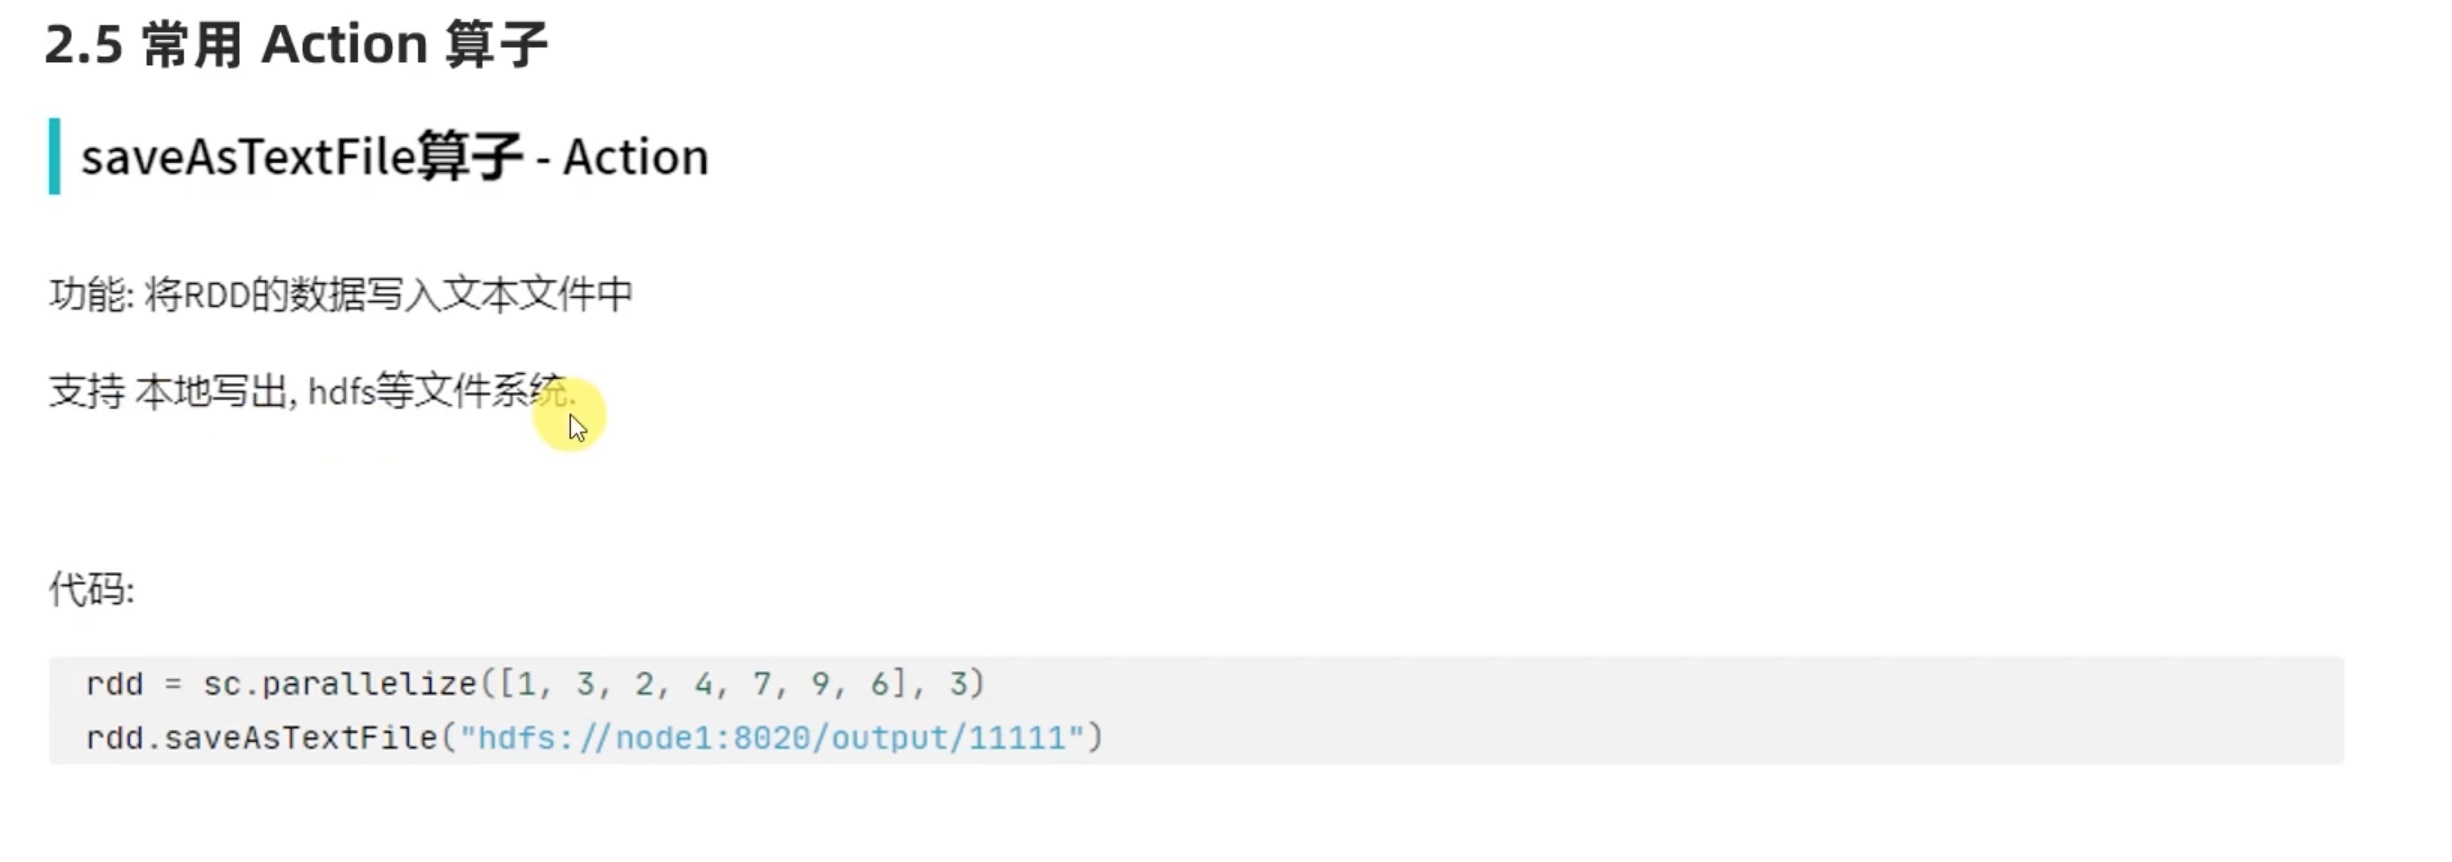 2.5 常用 Action 算子
saveAsTextFile算子 - Action
功能: 将RDD的数据写入文本文件中
支持 本地写出, hdfs等文件系统.
代码:
rdd = sc.parallelize([1, 3, 2, 4, 7, 9, 6], 3)
rdd.saveAsTextFile("hdfs://node1:8020/output/11111")